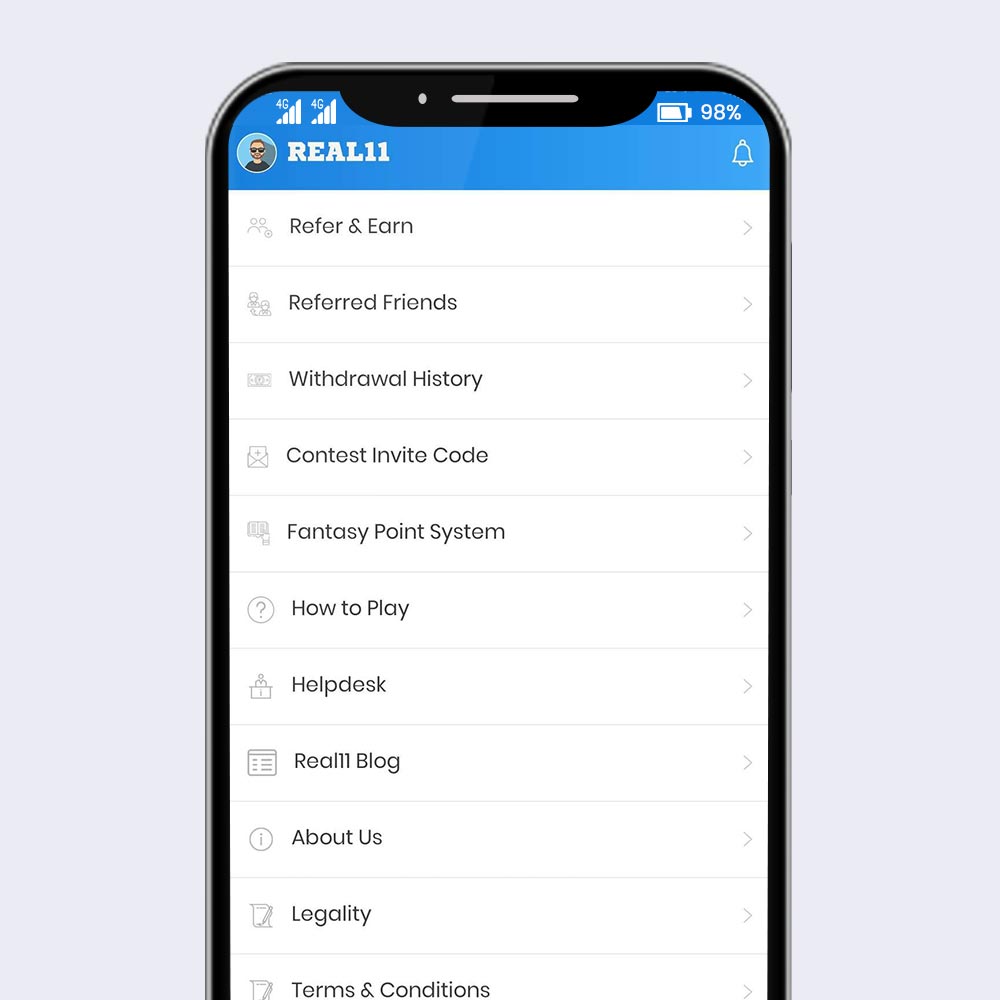 4G 4G 98%
REAL11
Refer & Earn
Referred Friends
Withdrawal History
Contest Invite Code
Fantasy Point System
How to Play
Helpdesk
Real11 Blog
About Us
Legality
Terms & Conditions